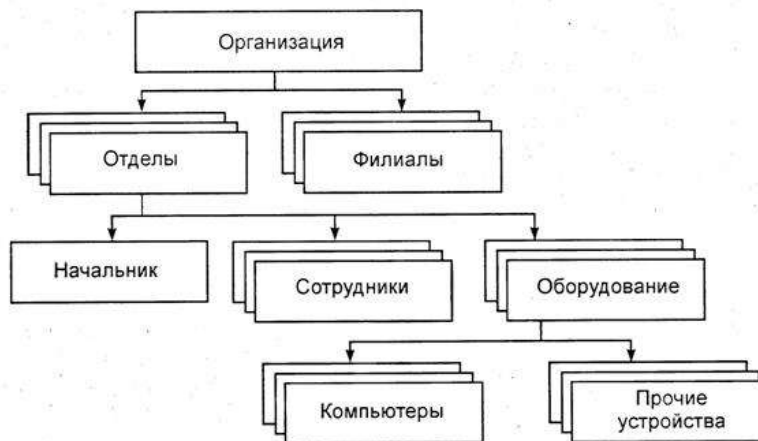 Организация
Отделы
Филиалы
Начальник
Сотрудники
Оборудование
Компьютеры
Прочие
устройства